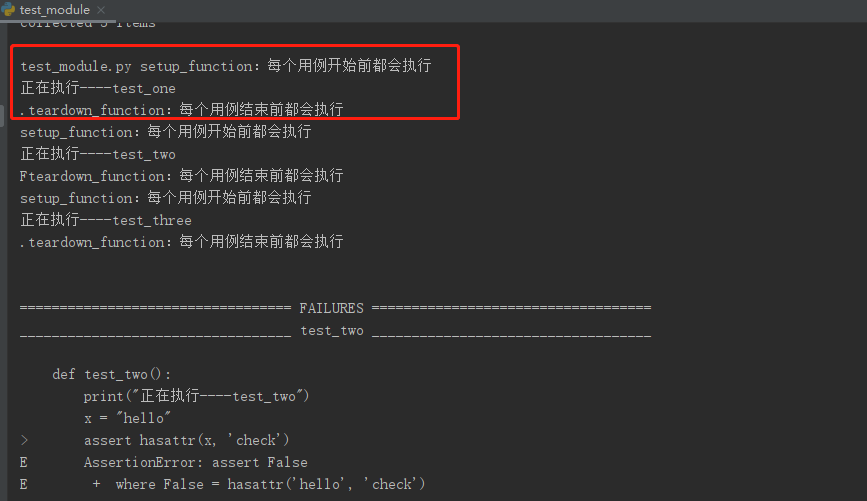 test_module
collected 3 items
test_module.py setup_function：每个用例开始前都会执行
正在执行----test_one
.teardown_function：每个用例结束前都会执行
setup_function：每个用例开始前都会执行
正在执行----test_two
Fteardown_function：每个用例结束前都会执行
setup_function：每个用例开始前都会执行
正在执行----test_three
.teardown_function：每个用例结束前都会执行
================================== FAILURES ===================================
__________________________________ test_two ___________________________________
def test_two():
print("正在执行----test_two")
x = "hello"
> assert hasattr(x, 'check')
E AssertionError: assert False
E + where False = hasattr('hello', 'check')